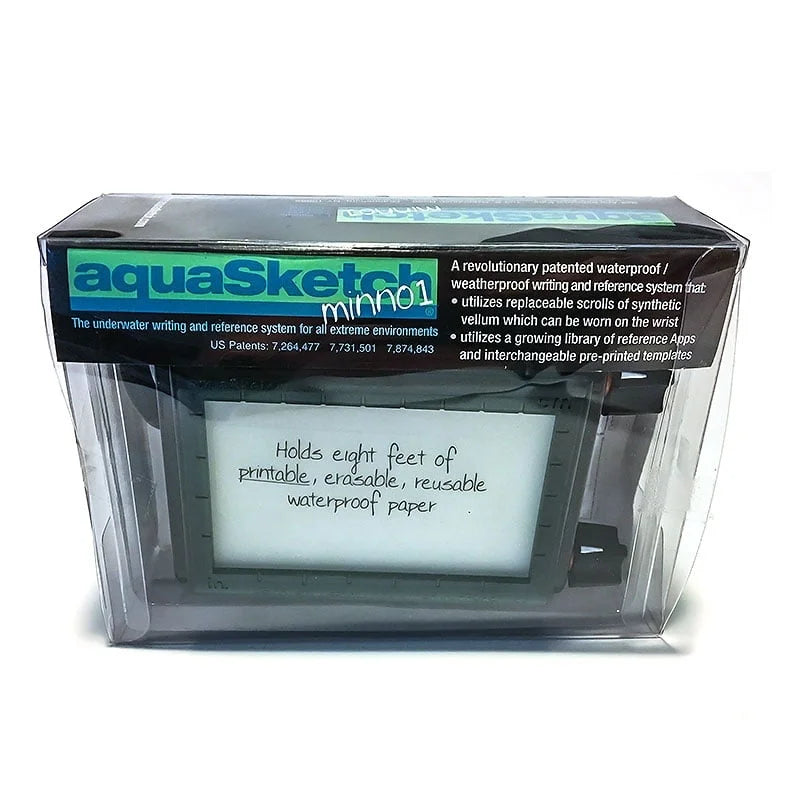 aquaSketch
minno1
aquaSketch
minno1
®
The underwater writing and reference system for all extreme environments
US Patents: 7,264,477 7,731,501 7,874,843
A revolutionary patented waterproof /
weatherproof writing and reference system that:
• utilizes replaceable scrolls of synthetic
vellum which can be worn on the wrist
• utilizes a growing library of reference Apps
and interchangeable pre-printed templates
cm
Holds eight feet of
printable, erasable, reusable
waterproof paper
in.